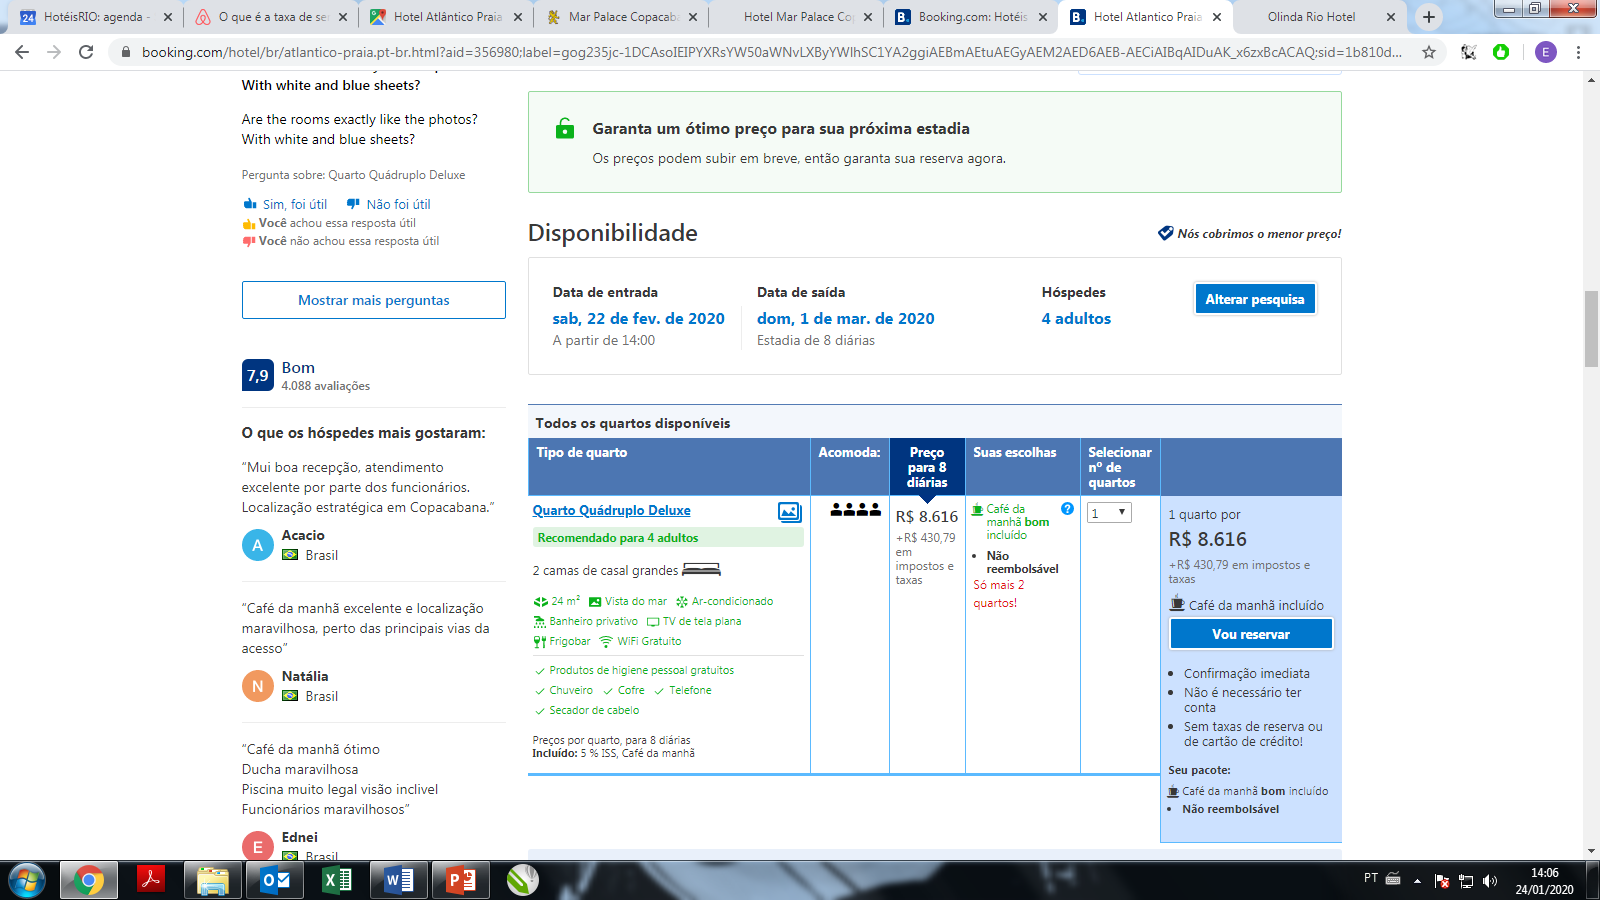 HotéisRIO: agenda -
O que é a taxa de ser
Hotel Atlântico Praia
Mar Palace Copacaba
Hotel Mar Palace Cop
Booking.com: Hotéis
Hotel Atlantico Praia
Olinda Rio Hotel
booking.com/hotel/br/atlantico-praia.pt-br.html?aid=356980;label=gog235jc-1DCAsoIEIPYXRsYW50aWNvLXByYWlhSC1YA2ggiAEBmAEtuAEGyAEM2AED6AEB-AECiAIBqAIDuAK_x6zxBcACAQ;sid=1b810d...
With white and blue sheets?
Are the rooms exactly like the photos?
With white and blue sheets?
Pergunta sobre: Quarto Quádruplo Deluxe
Sim, foi útil Não foi útil
Você achou essa resposta útil
Você não achou essa resposta útil
Mostrar mais perguntas
7,9 Bom
4.088 avaliações
O que os hóspedes mais gostaram:
“Mui boa recepção, atendimento
excelente por parte dos funcionários.
Localização estratégica em Copacabana.”
A Acacio
Brasil
“Café da manhã excelente e localização
maravilhosa, perto das principais vias da
acesso”
N Natália
Brasil
“Café da manhã ótimo
Ducha maravilhosa
Piscina muito legal visão inclivel
Funcionários maravilhosos”
E Ednei
Brasil
Garanta um ótimo preço para sua próxima estadia
Os preços podem subir em breve, então garanta sua reserva agora.
Disponibilidade
Nós cobrimos o menor preço!
Data de entrada
sab, 22 de fev. de 2020
A partir de 14:00
Data de saída
dom, 1 de mar. de 2020
Estadia de 8 diárias
Hóspedes
4 adultos
Alterar pesquisa
Todos os quartos disponíveis
Tipo de quarto
Acomoda:
Preço
para 8
diárias
Suas escolhas
Selecionar
nº de
quartos
Quarto Quádruplo Deluxe
Recomendado para 4 adultos
2 camas de casal grandes
24 m² Vista do mar Ar-condicionado
Banheiro privativo TV de tela plana
Frigobar WiFi Gratuito
Produtos de higiene pessoal gratuitos
Chuveiro Cofre Telefone
Secador de cabelo
Preços por quarto, para 8 diárias
Incluído: 5 % ISS, Café da manhã
R$ 8.616
+R$ 430,79
em
impostos e
taxas
Café da
manhã bom
incluído
?
• Não
reembolsável
Só mais 2
quartos!
1
1 quarto por
R$ 8.616
+R$ 430,79 em impostos e
taxas
Café da manhã incluído
Vou reservar
• Confirmação imediata
• Não é necessário ter
conta
• Sem taxas de reserva ou
de cartão de crédito!
Seu pacote:
Café da manhã bom incluído
• Não reembolsável
PT
14:06
24/01/2020